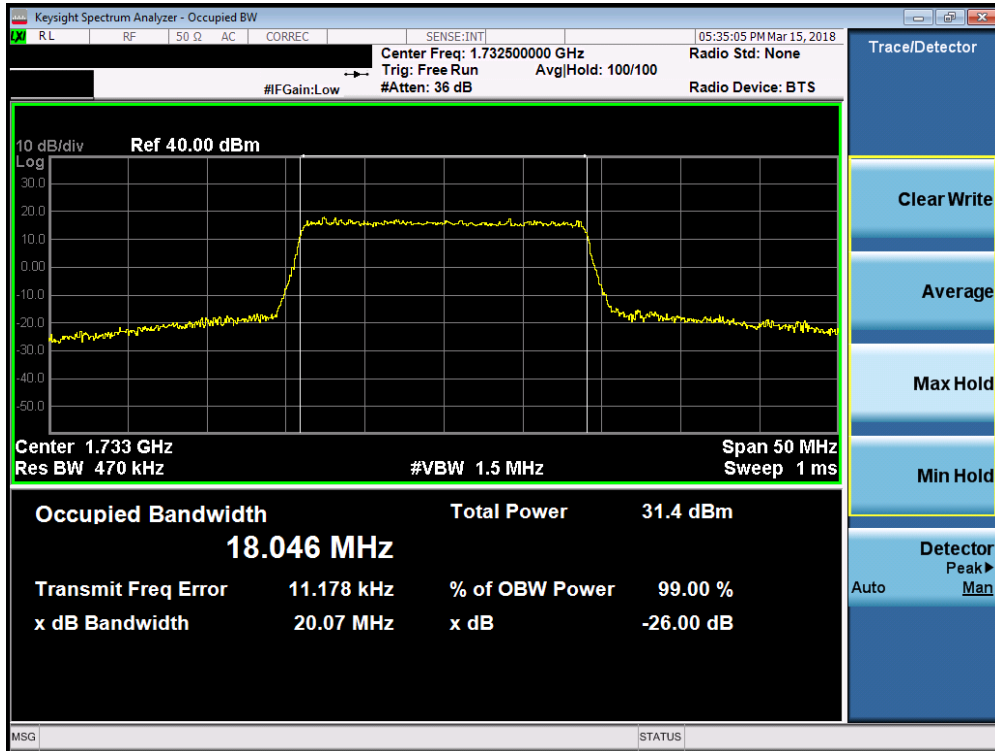 Keysight Spectrum Analyzer - Occupied BW
LXI RL RF 50 Ω AC CORREC SENSE:INT 05:35:05 PM Mar 15, 2018
Center Freq: 1.732500000 GHz Radio Std: None
Trig: Free Run Avg|Hold: 100/100
#IFGain:Low #Atten: 36 dB Radio Device: BTS
10 dB/div Ref 40.00 dBm
Log
30.0
20.0
10.0
0.00
-10.0
-20.0
-30.0
-40.0
-50.0
Center 1.733 GHz Span 50 MHz
Res BW 470 kHz #VBW 1.5 MHz Sweep 1 ms
Occupied Bandwidth Total Power 31.4 dBm
18.046 MHz
Transmit Freq Error 11.178 kHz % of OBW Power 99.00 %
x dB Bandwidth 20.07 MHz x dB -26.00 dB
MSG STATUS
Trace/Detector
Clear Write
Average
Max Hold
Min Hold
Detector
Peak▶
Auto Man